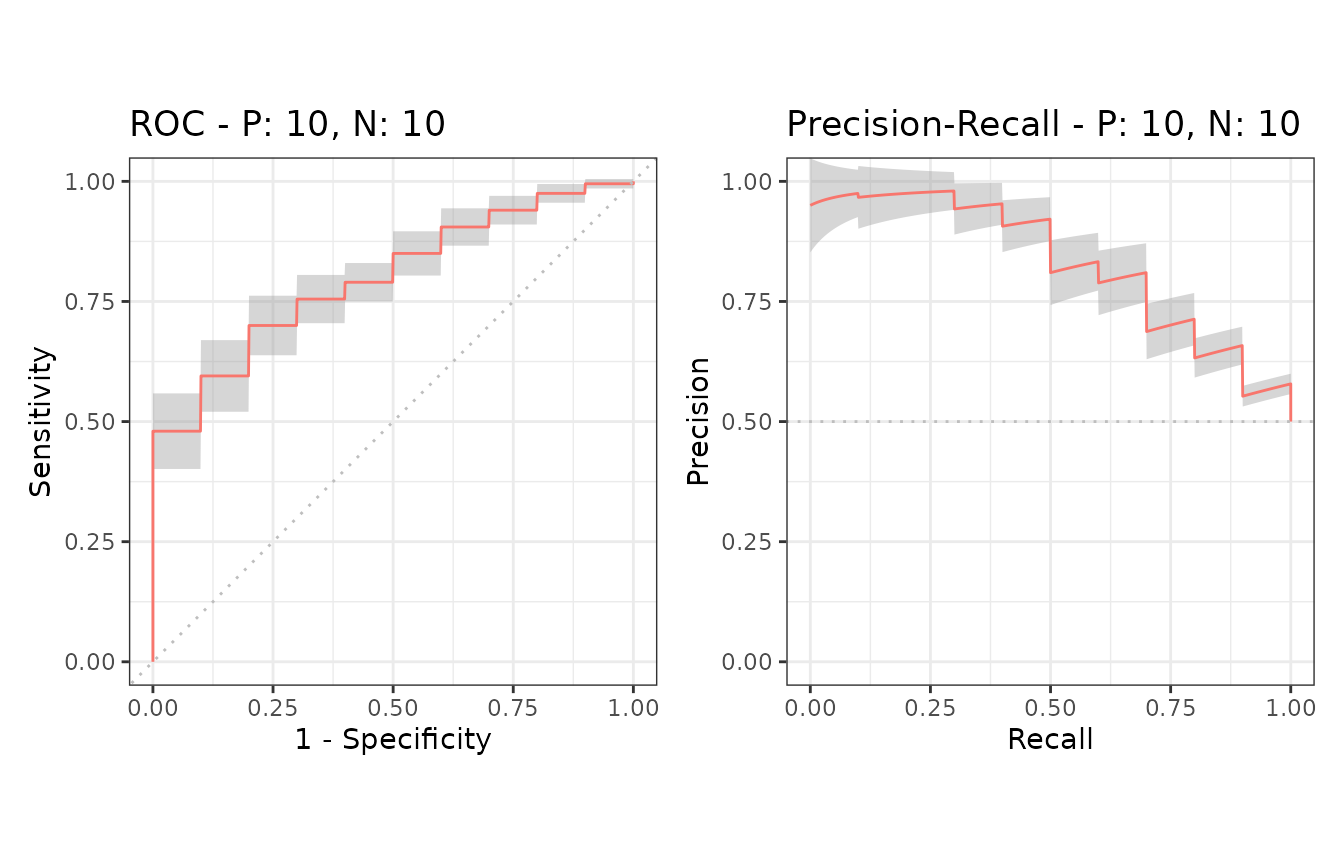 ROC - P: 10, N: 10
1.00
0.75
0.50
0.25
0.00
Sensitivity
0.00 0.25 0.50 0.75 1.00
1 - Specificity
Precision-Recall - P: 10, N: 10
1.00
0.75
0.50
0.25
0.00
Precision
0.00 0.25 0.50 0.75 1.00
Recall